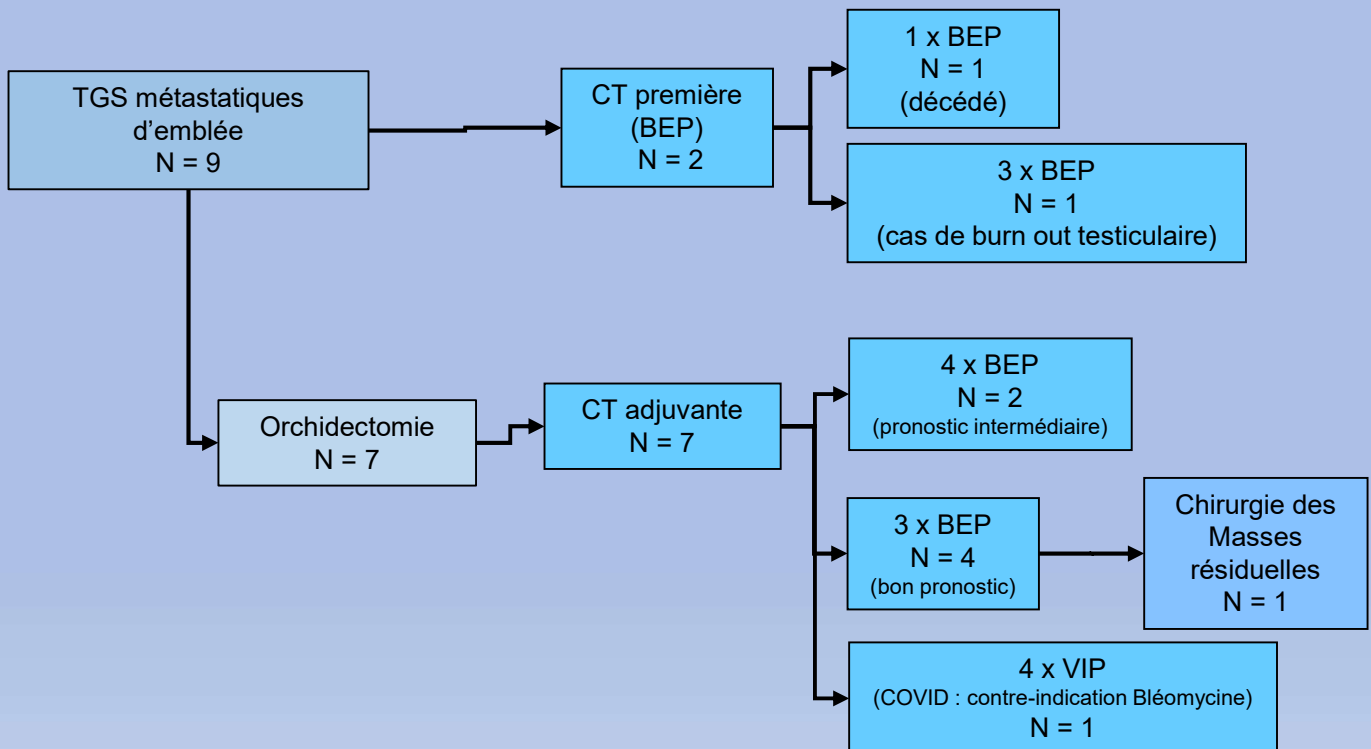 TGS métastatiques
d'emblée
N = 9
CT première
(BEP)
N = 2
1 x BEP
N = 1
(décédé)
3 x BEP
N = 1
(cas de burn out testiculaire)
Orchidectomie
N = 7
CT adjuvante
N = 7
4 x BEP
N = 2
(pronostic intermédiaire)
3 x BEP
N = 4
(bon pronostic)
Chirurgie des
Masses
résiduelles
N = 1
4 x VIP
(COVID : contre-indication Bléomycine)
N = 1